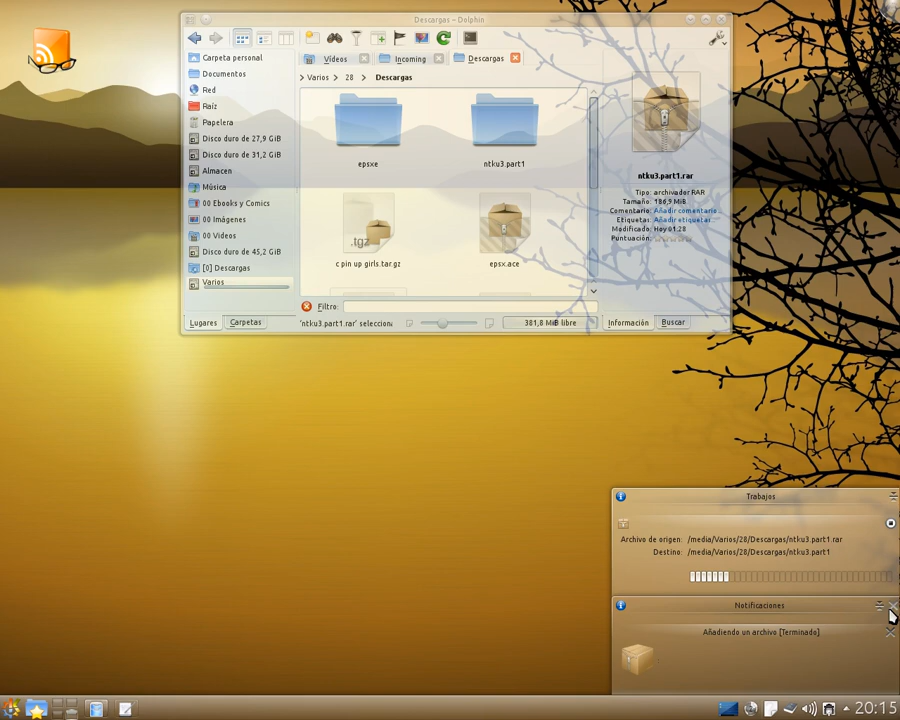 Descargas – Dolphin
Vídeos
Incoming
Descargas
Varios
28
Descargas
Carpeta personal
Documentos
Red
Raíz
Papelera
Disco duro de 27,9 GiB
Disco duro de 31,2 GiB
Almacen
Música
00 Ebooks y Comics
00 Imágenes
00 Videos
Disco duro de 45,2 GiB
[0] Descargas
Varios
Lugares
Carpetas
epsxe
ntku3.part1
.tgz
c pin up girls.tar.gz
epsx.ace
Filtro:
'ntku3.part1.rar' selecciona
381,8 MiB libre
ntku3.part1.rar
Tipo: archivador RAR
Tamaño: 186,9 MiB
Comentario: Añadir comentario...
Etiquetas: Añadir etiquetas...
Modificado: Hoy 01:28
Puntuación:
Información
Buscar
Trabajos
Archivo de origen: /media/Varios/28/Descargas/ntku3.part1.rar
Destino: /media/Varios/28/Descargas/ntku3.part1
Notificaciones
Añadiendo un archivo [Terminado]
20:15